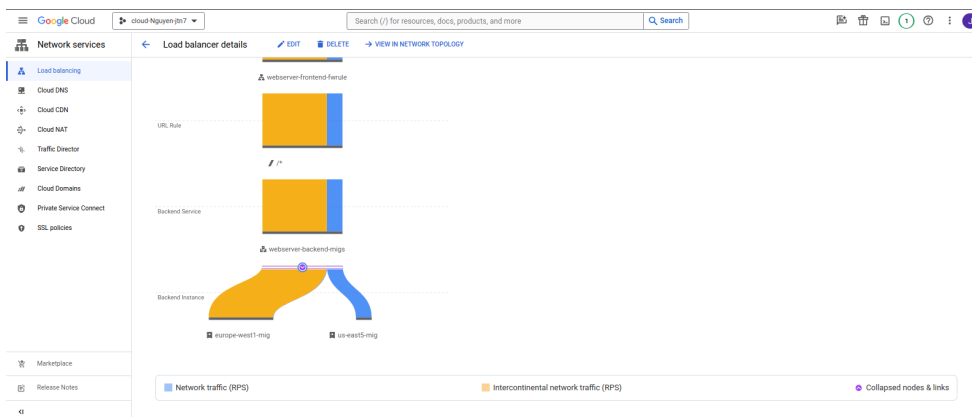 Google Cloud
cloud-Nguyen-jtn7
Search (/) for resources, docs, products, and more
Search
1
J
Network services
Load balancer details
EDIT
DELETE
VIEW IN NETWORK TOPOLOGY
Load balancing
Cloud DNS
Cloud CDN
Cloud NAT
Traffic Director
Service Directory
Cloud Domains
Private Service Connect
SSL policies
Marketplace
Release Notes
webserver-frontend-fwrule
URL Rule
/*
Backend Service
webserver-backend-migs
Backend Instance
europe-west1-mig
us-east5-mig
Network traffic (RPS)
Intercontinental network traffic (RPS)
Collapsed nodes & links